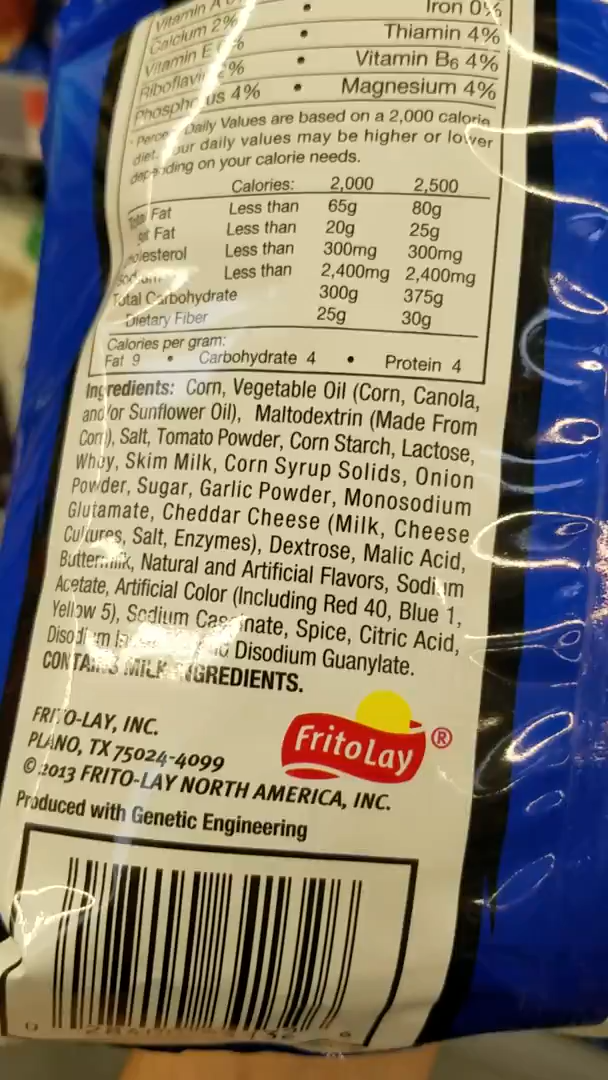 Vitamin A
Iron 0%
Calcium 2% • Thiamin 4%
Vitamin E % • Vitamin B6 4%
Riboflavin % • Magnesium 4%
Phosphorus 4%
* Percent Daily Values are based on a 2,000 calorie
diet. Your daily values may be higher or lower
depending on your calorie needs.
Calories: 2,000 2,500
Total Fat Less than 65g 80g
Sat Fat Less than 20g 25g
Cholesterol Less than 300mg 300mg
Sodium Less than 2,400mg 2,400mg
Total Carbohydrate 300g 375g
Dietary Fiber 25g 30g
Calories per gram:
Fat 9 • Carbohydrate 4 • Protein 4
Ingredients: Corn, Vegetable Oil (Corn, Canola,
and/or Sunflower Oil), Maltodextrin (Made From
Corn), Salt, Tomato Powder, Corn Starch, Lactose,
Whey, Skim Milk, Corn Syrup Solids, Onion
Powder, Sugar, Garlic Powder, Monosodium
Glutamate, Cheddar Cheese (Milk, Cheese
Cultures, Salt, Enzymes), Dextrose, Malic Acid,
Buttermilk, Natural and Artificial Flavors, Sodium
Acetate, Artificial Color (Including Red 40, Blue 1,
Yellow 5), Sodium Caseinate, Spice, Citric Acid,
Disodium Disodium Guanylate.
CONTAINS MILK INGREDIENTS.
FritoLay ®
FRITO-LAY, INC.
PLANO, TX 75024-4099
© 2013 FRITO-LAY NORTH AMERICA, INC.
Produced with Genetic Engineering